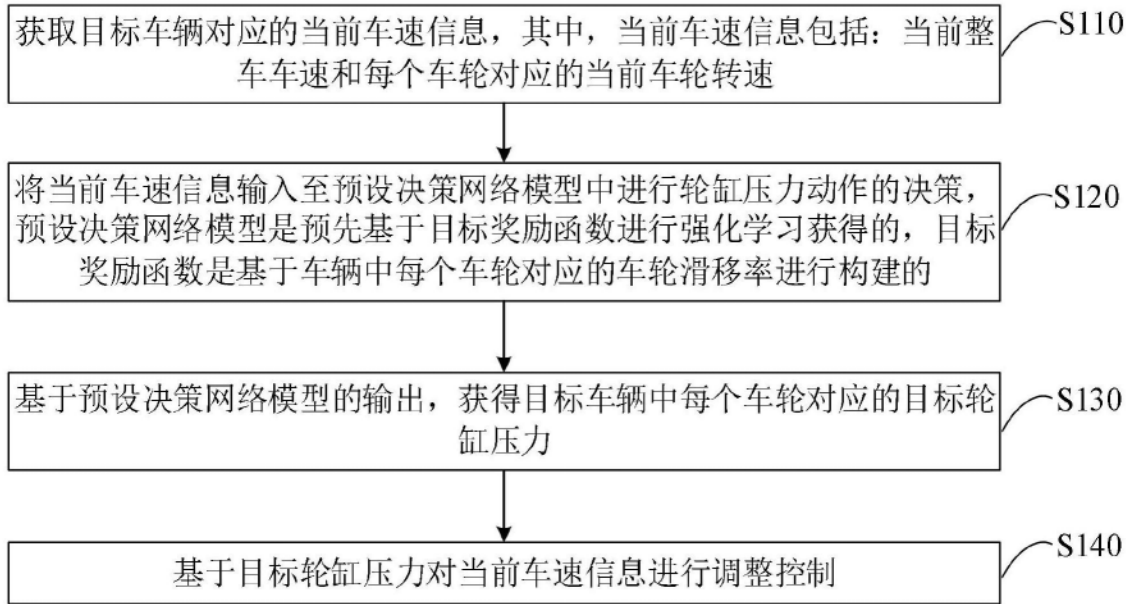 获取目标车辆对应的当前车速信息，其中，当前车速信息包括：当前整
车车速和每个车轮对应的当前车轮转速
S110
将当前车速信息输入至预设决策网络模型中进行轮缸压力动作的决策，
预设决策网络模型是预先基于目标奖励函数进行强化学习获得的，目标
奖励函数是基于车辆中每个车轮对应的车轮滑移率进行构建的
S120
基于预设决策网络模型的输出，获得目标车辆中每个车轮对应的目标轮
缸压力
S130
基于目标轮缸压力对当前车速信息进行调整控制
S140